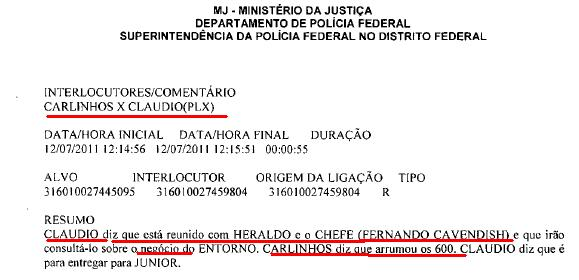 MJ - MINISTÉRIO DA JUSTIÇA
DEPARTAMENTO DE POLÍCIA FEDERAL
SUPERINTENDÊNCIA DA POLÍCIA FEDERAL NO DISTRITO FEDERAL
INTERLOCUTORES/COMENTÁRIO
CARLINHOS X CLAUDIO(PLX)
DATA/HORA INICIAL DATA/HORA FINAL DURAÇÃO
12/07/2011 12:14:56 12/07/2011 12:15:51 00:00:55
ALVO INTERLOCUTOR ORIGEM DA LIGAÇÃO TIPO
316010027445095 316010027459804 316010027459804 R
RESUMO
CLAUDIO diz que está reunido com HERALDO e o CHEFE (FERNANDO CAVENDISH) e que irão
consultá-lo sobre o negócio do ENTORNO. CARLINHOS diz que arrumou os 600. CLAUDIO diz que é
para entregar para JUNIOR.